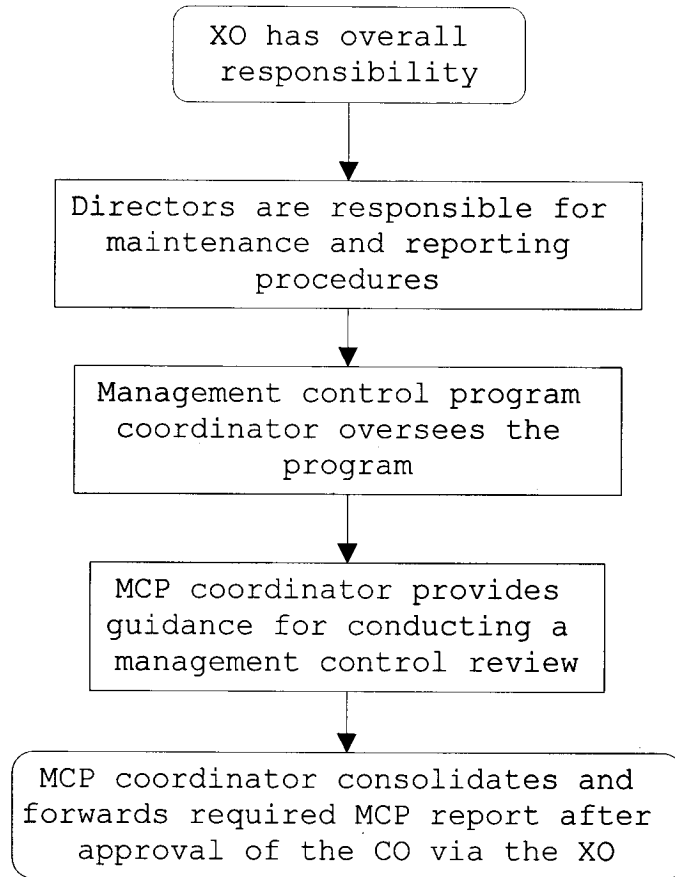 XO has overall
responsibility
Directors are responsible for
maintenance and reporting
procedures
Management control program
coordinator oversees the
program
MCP coordinator provides
guidance for conducting a
management control review
MCP coordinator consolidates and
forwards required MCP report after
approval of the CO via the XO